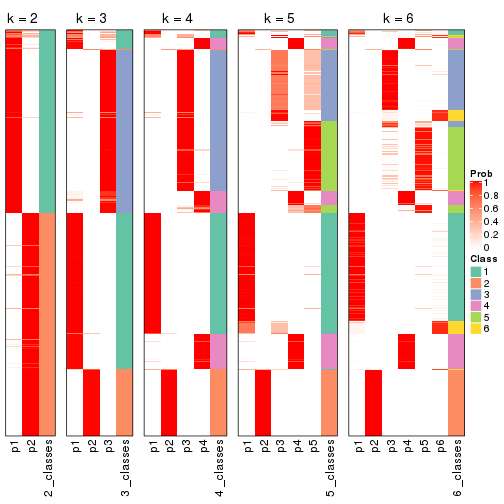 k = 2
k = 3
k = 4
k = 5
k = 6
Prob
1
0.8
0.6
0.4
0.2
0
Class
1
2
3
4
5
6
p1
p2
2_classes
p1
p2
p3
3_classes
p1
p2
p3
p4
4_classes
p1
p2
p3
p4
p5
5_classes
p1
p2
p3
p4
p5
p6
6_classes